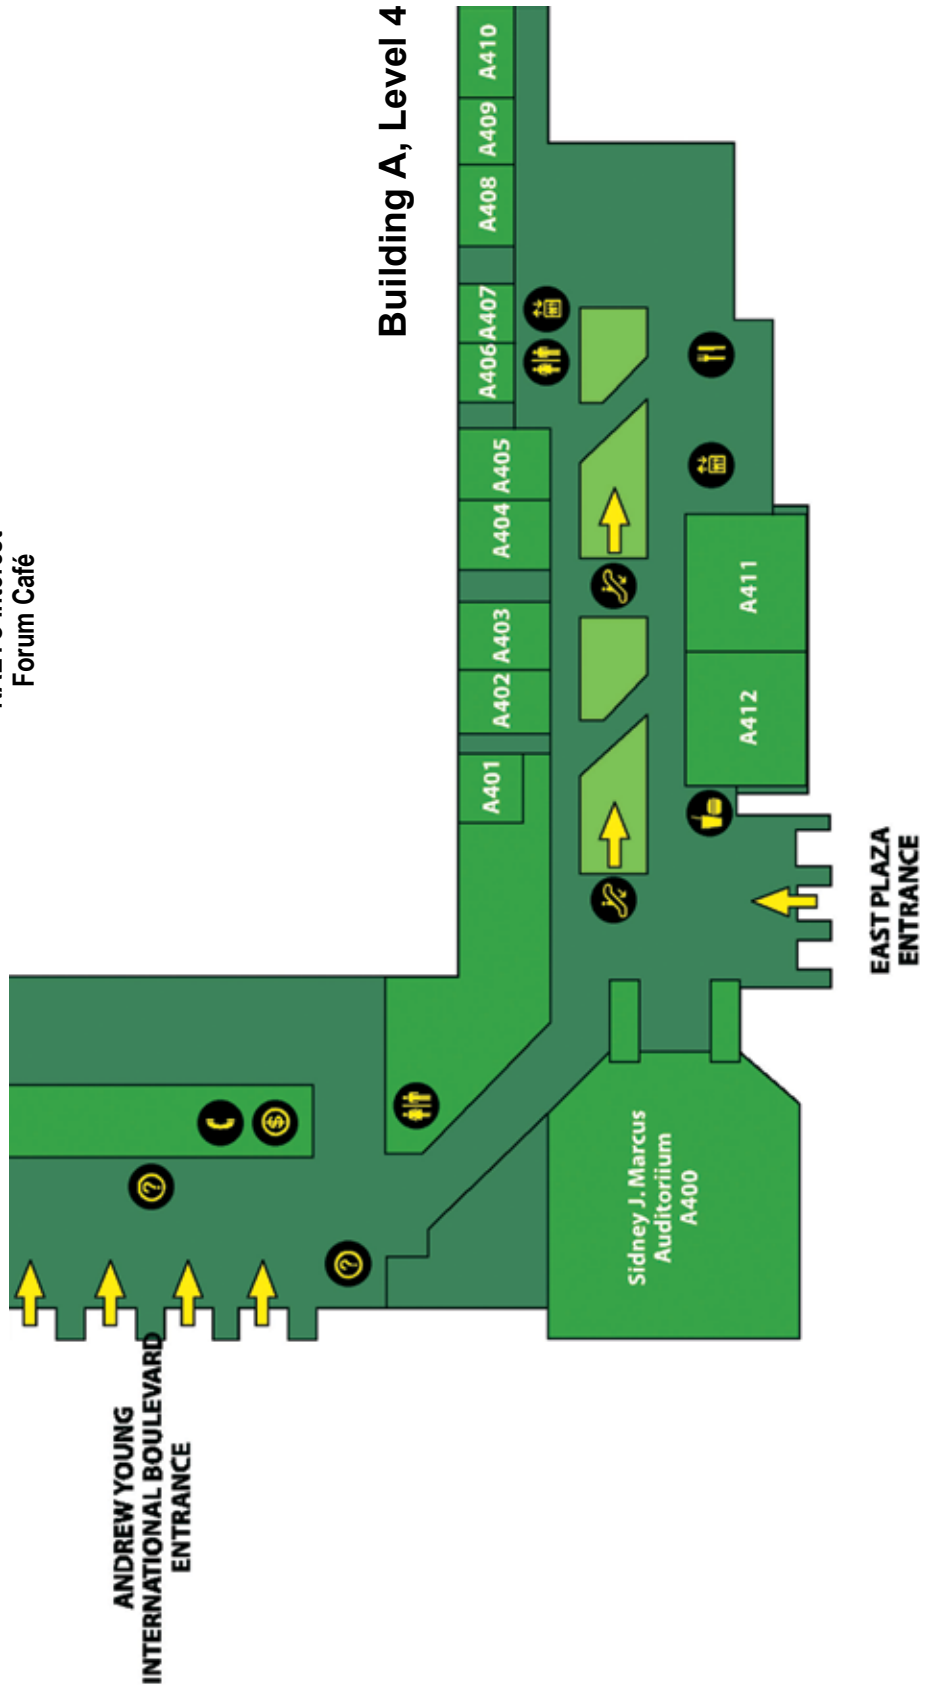 Forum Café
Building A, Level 4
A410
A409
A408
A407
A406
A405
A404
A403
A402
A401
A411
A412
Sidney J. Marcus
Auditoriium
A400
EAST PLAZA
ENTRANCE
ANDREW YOUNG
INTERNATIONAL BOULEVARD
ENTRANCE